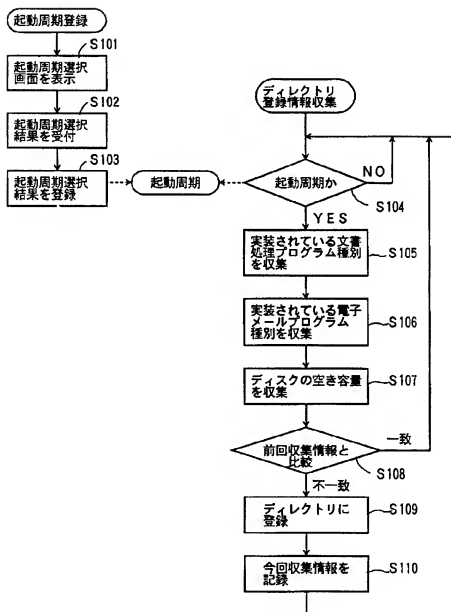 起動周期登録
S101
起動周期選択
画面を表示
S102
起動周期選択
結果を受付
S103
起動周期選択
結果を登録
起動周期
ディレクトリ
登録情報収集
起動周期か
NO
S104
YES
実装されている文書
処理プログラム種別
を収集
S105
実装されている電子
メールプログラム
種別を収集
S106
ディスクの空き容量
を収集
S107
前回収集情報と
比較
一致
S108
不一致
ディレクトリに
登録
S109
今回収集情報を
記録
S110